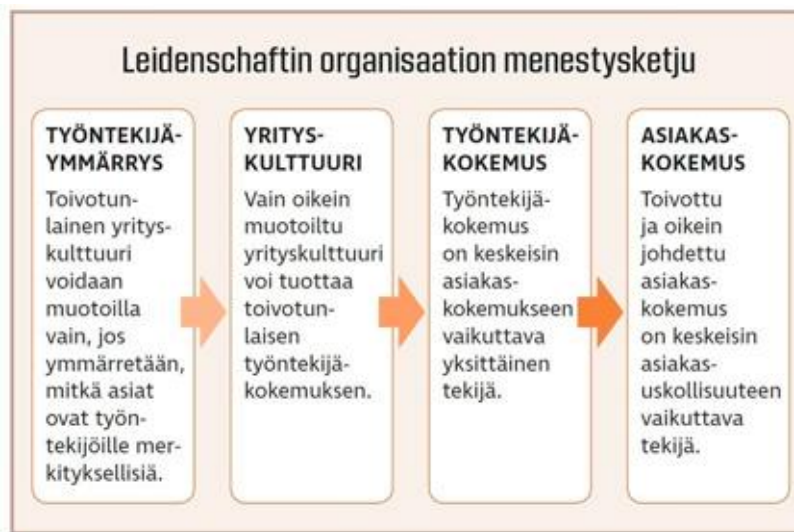 Leidenschaftin organisaation menestysketju
TYÖNTEKIJÄ-
YMMÄRRYS
Toivotun-
lainen yritys-
kulttuuri
voidaan
muotoilla
vain, jos
ymmärretään,
mitkä asiat
ovat työn-
tekijöille mer-
kityksellisiä.
YRITYS-
KULTTUURI
Vain oikein
muotoiltu
yrityskulttuuri
voi tuottaa
toivotun-
laisen
työntekijä-
kokemuksen.
TYÖNTEKIJÄ-
KOKEMUS
Työntekijä-
kokemus
on keskeisin
asiakas-
kokemukseen
vaikuttava
yksittäinen
tekijä.
ASIAKAS-
KOKEMUS
Toivottu
ja oikein
johdettu
asiakas-
kokemus
on keskeisin
asiakas-
uskollisuuteen
vaikuttava
tekijä.